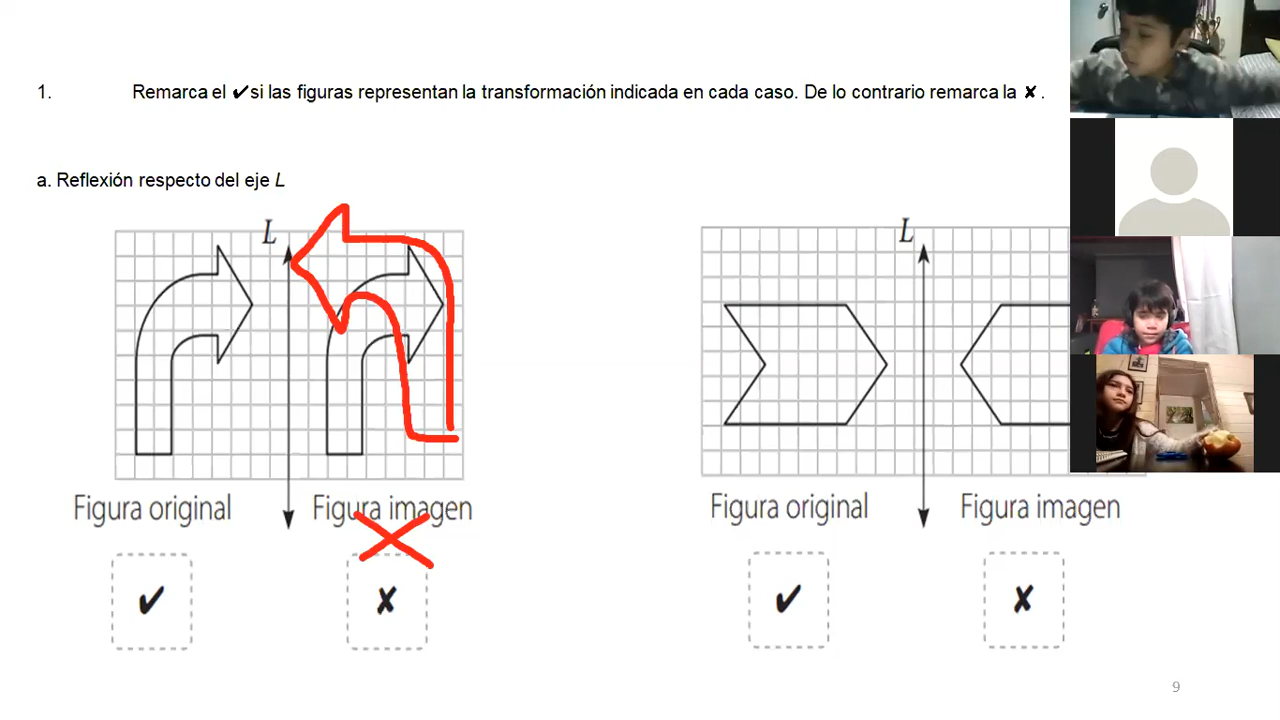 1. Remarca el ✔ si las figuras representan la transformación indicada en cada caso. De lo contrario remarca la ✘ .
a. Reflexión respecto del eje L
L
L
Figura original
Figura imagen
Figura original
Figura imagen
✔
✘
✔
✘
9